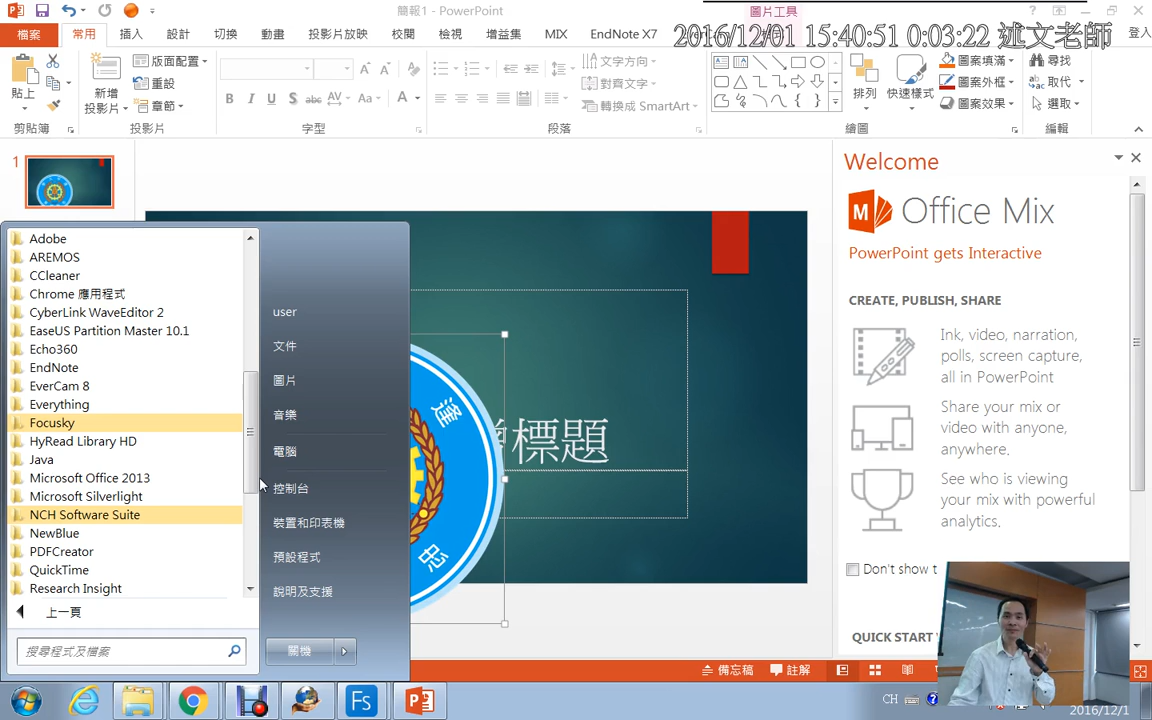 簡報1 - PowerPoint
圖片工具
檔案
常用
插入
設計
切換
動畫
投影片放映
校閱
檢視
增益集
MIX
EndNote X7
2016/12/01 15:40:51 0:03:22 述文老師
登入
貼上
新增
投影片
版面配置
重設
章節
文字方向
對齊文字
轉換成 SmartArt
排列
快速樣式
圖案填滿
圖案外框
圖案效果
尋找
取代
選取
剪貼簿
投影片
字型
段落
繪圖
編輯
1
Adobe
AREMOS
CCleaner
Chrome 應用程式
CyberLink WaveEditor 2
EaseUS Partition Master 10.1
Echo360
EndNote
EverCam 8
Everything
Focusky
HyRead Library HD
Java
Microsoft Office 2013
Microsoft Silverlight
NCH Software Suite
NewBlue
PDFCreator
QuickTime
Research Insight
上一頁
搜尋程式及檔案
user
文件
圖片
音樂
電腦
控制台
裝置和印表機
預設程式
說明及支援
關機
逢
忠
標題
Welcome
Office Mix
PowerPoint gets Interactive
CREATE, PUBLISH, SHARE
Ink, video, narration,
polls, screen capture,
all in PowerPoint
Share your mix or
video with anyone,
anywhere.
See who is viewing
your mix with powerful
analytics.
Don't show t
QUICK START
備忘稿
註解
CH
2016/12/1